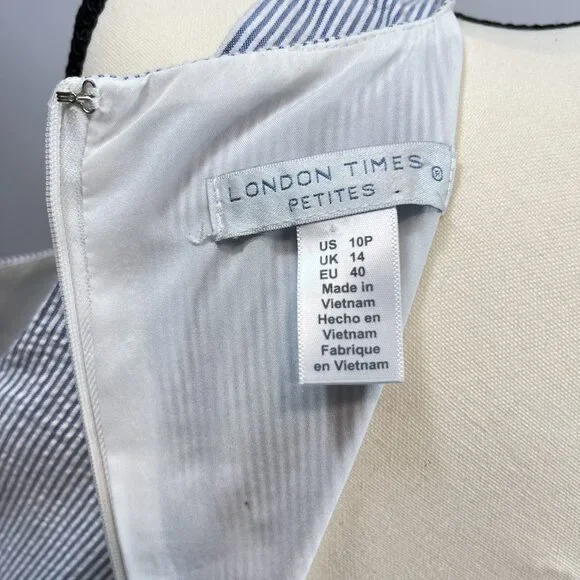 LONDON TIMES ®
PETITES
US 10P
UK 14
EU 40
Made in
Vietnam
Hecho en
Vietnam
Fabrique
en Vietnam